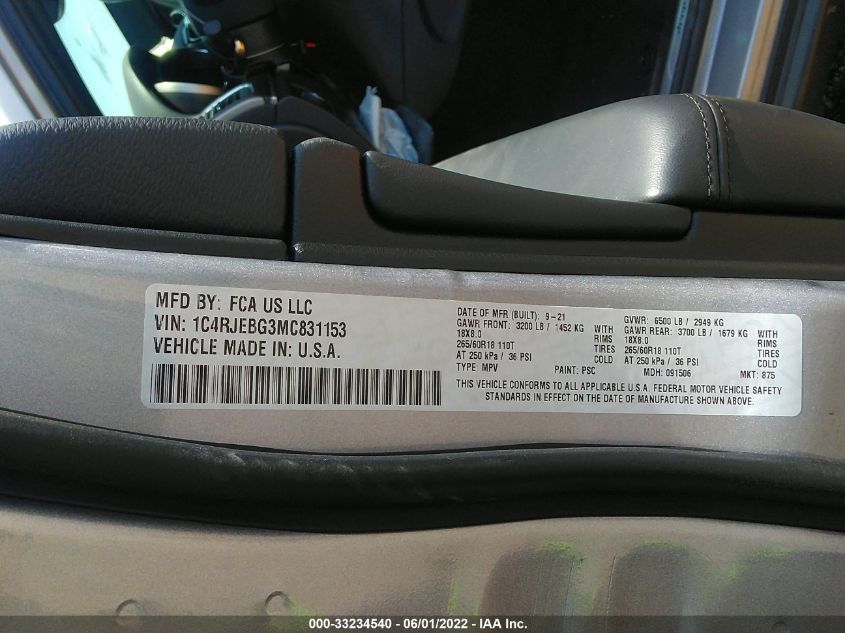 MFD BY: FCA US LLC
VIN: 1C4RJEBG3MC831153
VEHICLE MADE IN: U.S.A.
DATE OF MFR (BUILT): 9-21 GVWR: 6500 LB / 2949 KG
GAWR FRONT: 3200 LB / 1452 KG WITH GAWR REAR: 3700 LB / 1679 KG WITH
18X8.0 RIMS 18X8.0 RIMS
265/60R18 110T TIRES 265/60R18 110T TIRES
AT 250 kPa / 36 PSI COLD AT 250 kPa / 36 PSI COLD
TYPE: MPV PAINT: PSC MDH: 091506 MKT: 875
THIS VEHICLE CONFORMS TO ALL APPLICABLE U.S.A. FEDERAL MOTOR VEHICLE SAFETY
STANDARDS IN EFFECT ON THE DATE OF MANUFACTURE SHOWN ABOVE.
000-33234540 - 06/01/2022 - IAA Inc.